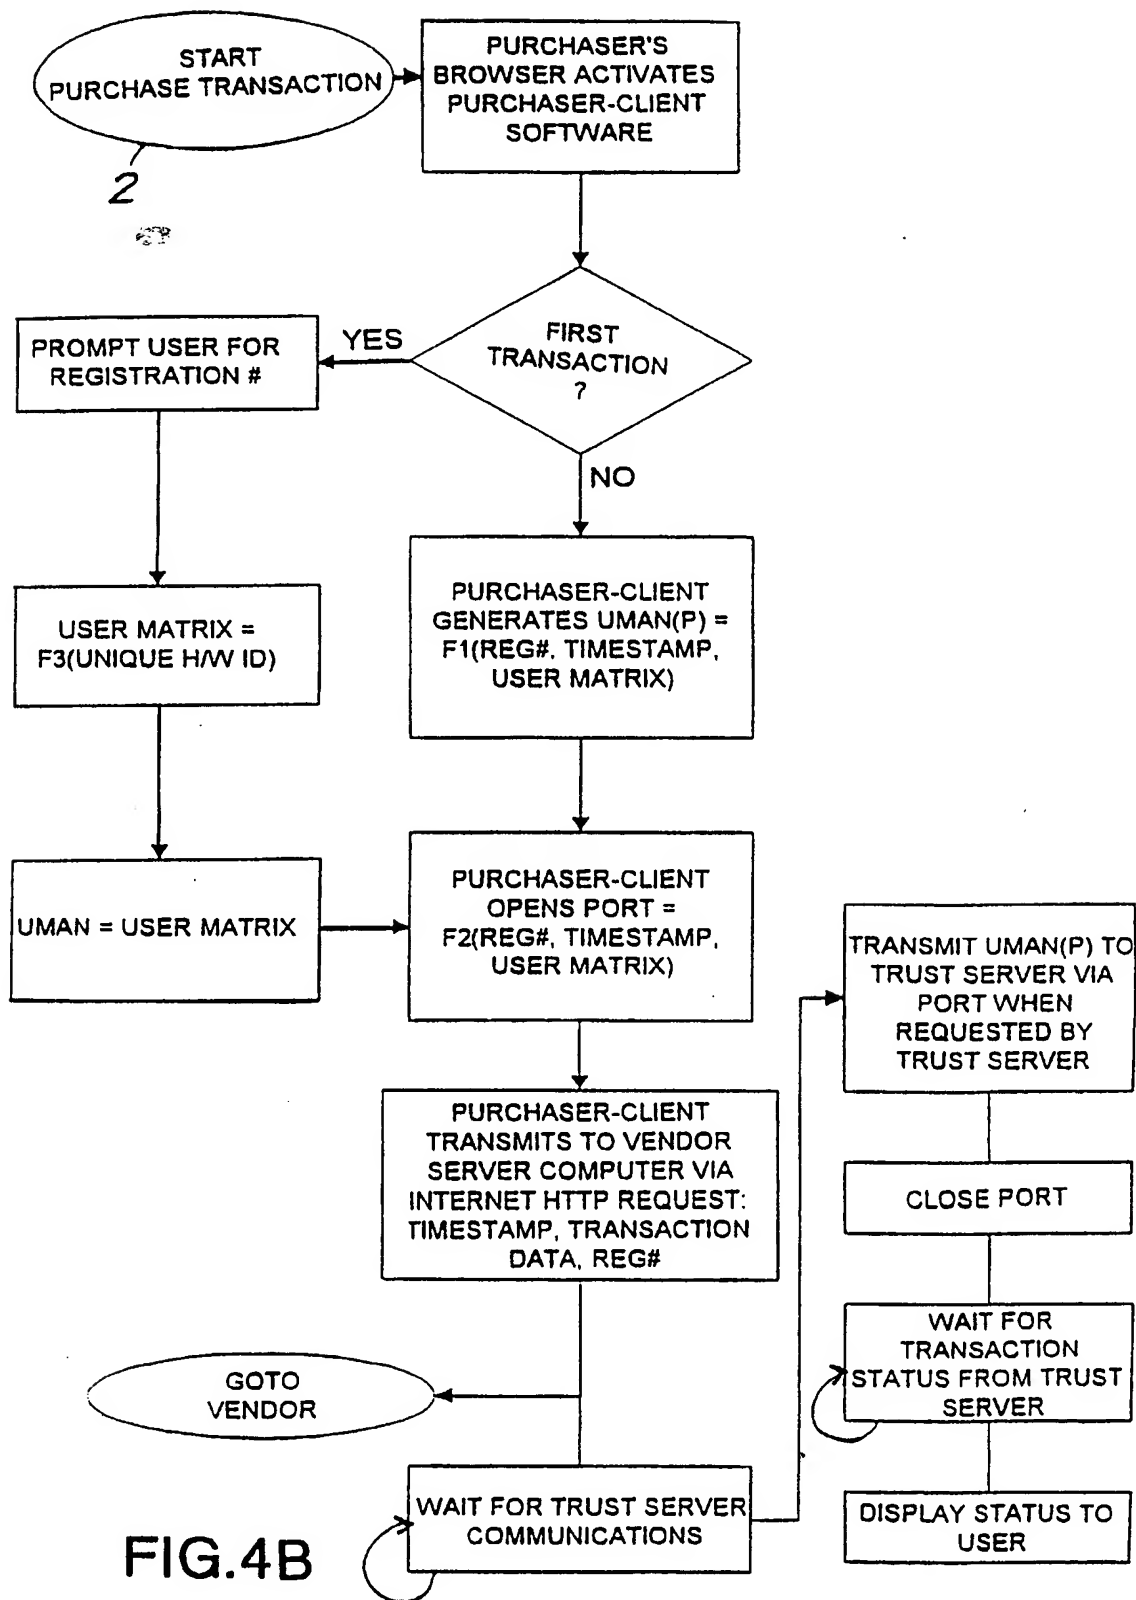 START
PURCHASE TRANSACTION
2
PURCHASER'S
BROWSER ACTIVATES
PURCHASER-CLIENT
SOFTWARE
FIRST
TRANSACTION
?
YES
NO
PROMPT USER FOR
REGISTRATION #
USER MATRIX =
F3(UNIQUE H/W ID)
UMAN = USER MATRIX
PURCHASER-CLIENT
GENERATES UMAN(P) =
F1(REG#, TIMESTAMP,
USER MATRIX)
PURCHASER-CLIENT
OPENS PORT =
F2(REG#, TIMESTAMP,
USER MATRIX)
PURCHASER-CLIENT
TRANSMITS TO VENDOR
SERVER COMPUTER VIA
INTERNET HTTP REQUEST:
TIMESTAMP, TRANSACTION
DATA, REG#
GOTO
VENDOR
WAIT FOR TRUST SERVER
COMMUNICATIONS
TRANSMIT UMAN(P) TO
TRUST SERVER VIA
PORT WHEN
REQUESTED BY
TRUST SERVER
CLOSE PORT
WAIT FOR
TRANSACTION
STATUS FROM TRUST
SERVER
DISPLAY STATUS TO
USER
FIG.4B